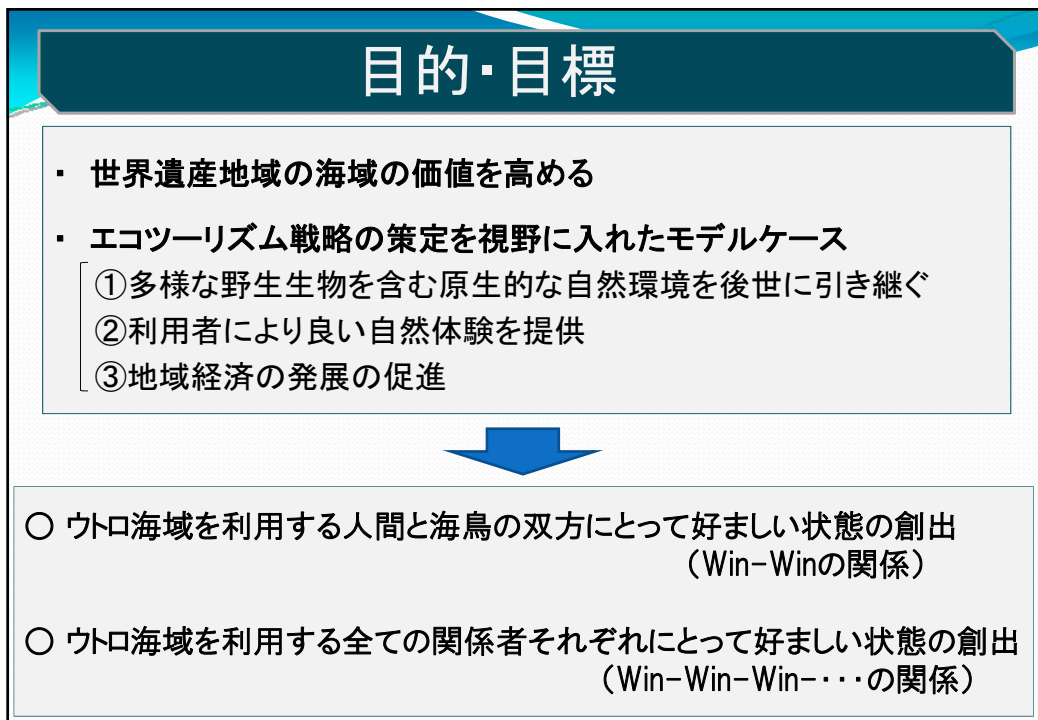 目的・目標
・ 世界遺産地域の海域の価値を高める
・ エコツーリズム戦略の策定を視野に入れたモデルケース
①多様な野生生物を含む原生的な自然環境を後世に引き継ぐ
②利用者により良い自然体験を提供
③地域経済の発展の促進
○ ウトロ海域を利用する人間と海鳥の双方にとって好ましい状態の創出
（Win-Winの関係）
○ ウトロ海域を利用する全ての関係者それぞれにとって好ましい状態の創出
（Win-Win-Win-・・・の関係）